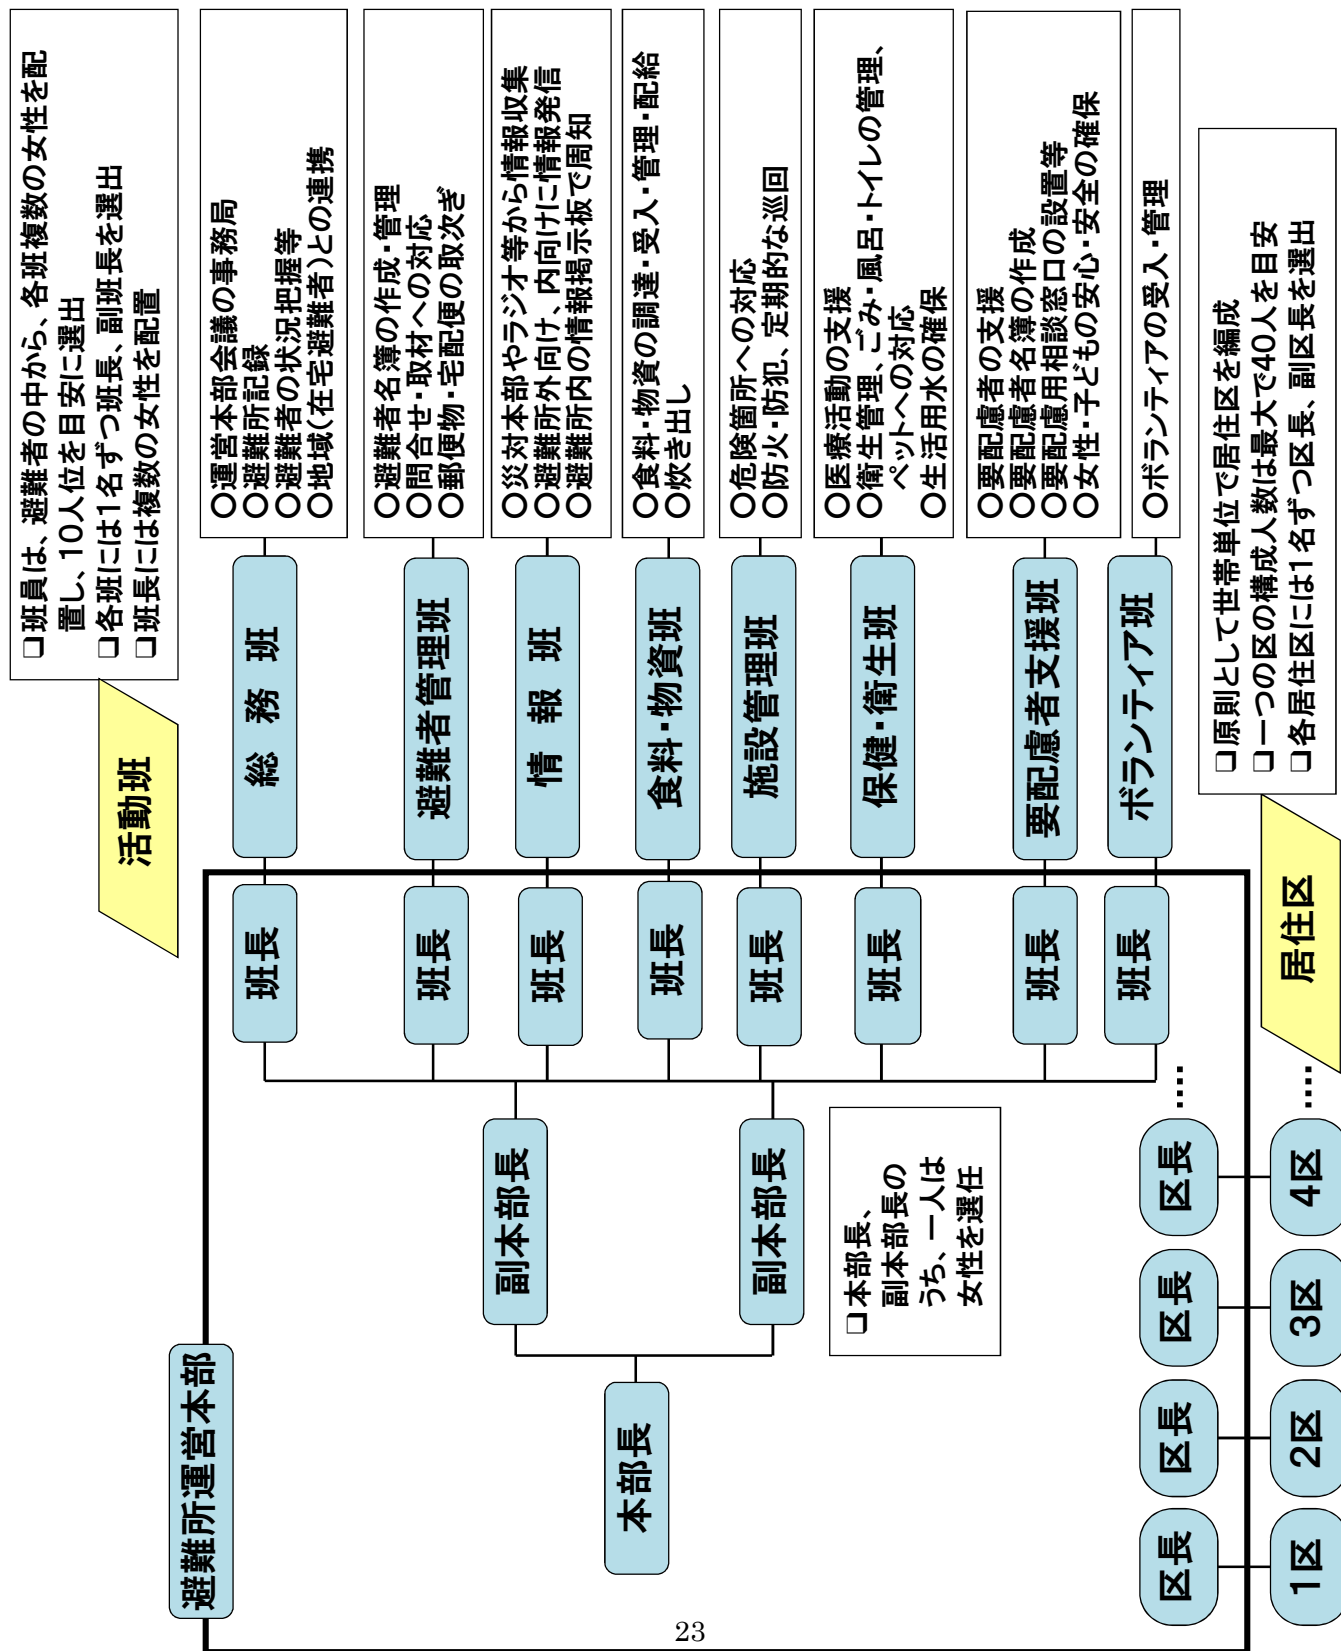 避難所運営本部
本部長
副本部長
副本部長
❑本部長、
副本部長の
うち、一人は
女性を選任
活動班
❑班員は、避難者の中から、各班複数の女性を配
置し、10人位を目安に選出
❑各班には1名ずつ班長、副班長を選出
❑班長には複数の女性を配置
班長
総務班
○運営本部会議の事務局
○避難所記録
○避難者の状況把握等
○地域(在宅避難者)との連携
班長
避難者管理班
○避難者名簿の作成・管理
○問合せ・取材への対応
○郵便物・宅配便の取次ぎ
班長
情報班
○災対本部やラジオ等から情報収集
○避難所外向け、内向けに情報発信
○避難所内の情報掲示板で周知
班長
食料・物資班
○食料・物資の調達・受入・管理・配給
○炊き出し
班長
施設管理班
○危険箇所への対応
○防火・防犯、定期的な巡回
班長
保健・衛生班
○医療活動の支援
○衛生管理、ごみ・風呂・トイレの管理、
ペットへの対応
○生活用水の確保
班長
要配慮者支援班
○要配慮者の支援
○要配慮者名簿の作成
○要配慮用相談窓口の設置等
○女性・子どもの安心・安全の確保
班長
ボランティア班
○ボランティアの受入・管理
区長 区長 区長 区長 ‥‥
1区 2区 3区 4区 ‥‥
居住区
❑原則として世帯単位で居住区を編成
❑一つの区の構成人数は最大で40人を目安
❑各居住区には1名ずつ区長、副区長を選出
23